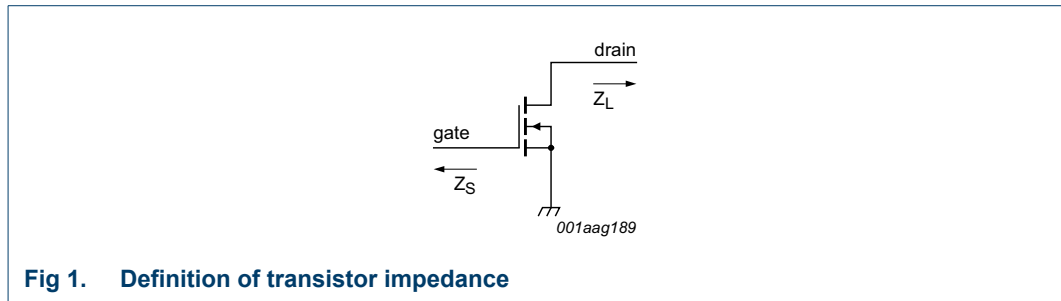 drain
Z_L
gate
Z_S
001aag189
Fig 1. Definition of transistor impedance